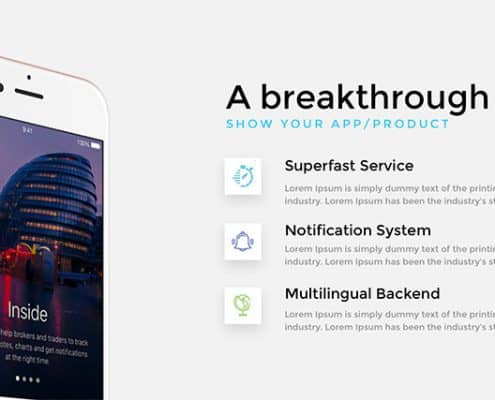 A breakthrough
SHOW YOUR APP/PRODUCT
Superfast Service
Lorem Ipsum is simply dummy text of the printin
industry. Lorem Ipsum has been the industry's st
Notification System
Lorem Ipsum is simply dummy text of the printin
industry. Lorem Ipsum has been the industry's st
Multilingual Backend
Lorem Ipsum is simply dummy text of the printin
industry. Lorem Ipsum has been the industry's st
9:41
100%
Inside
help brokers and traders to track
otes, charts and get notifications
at the right time.